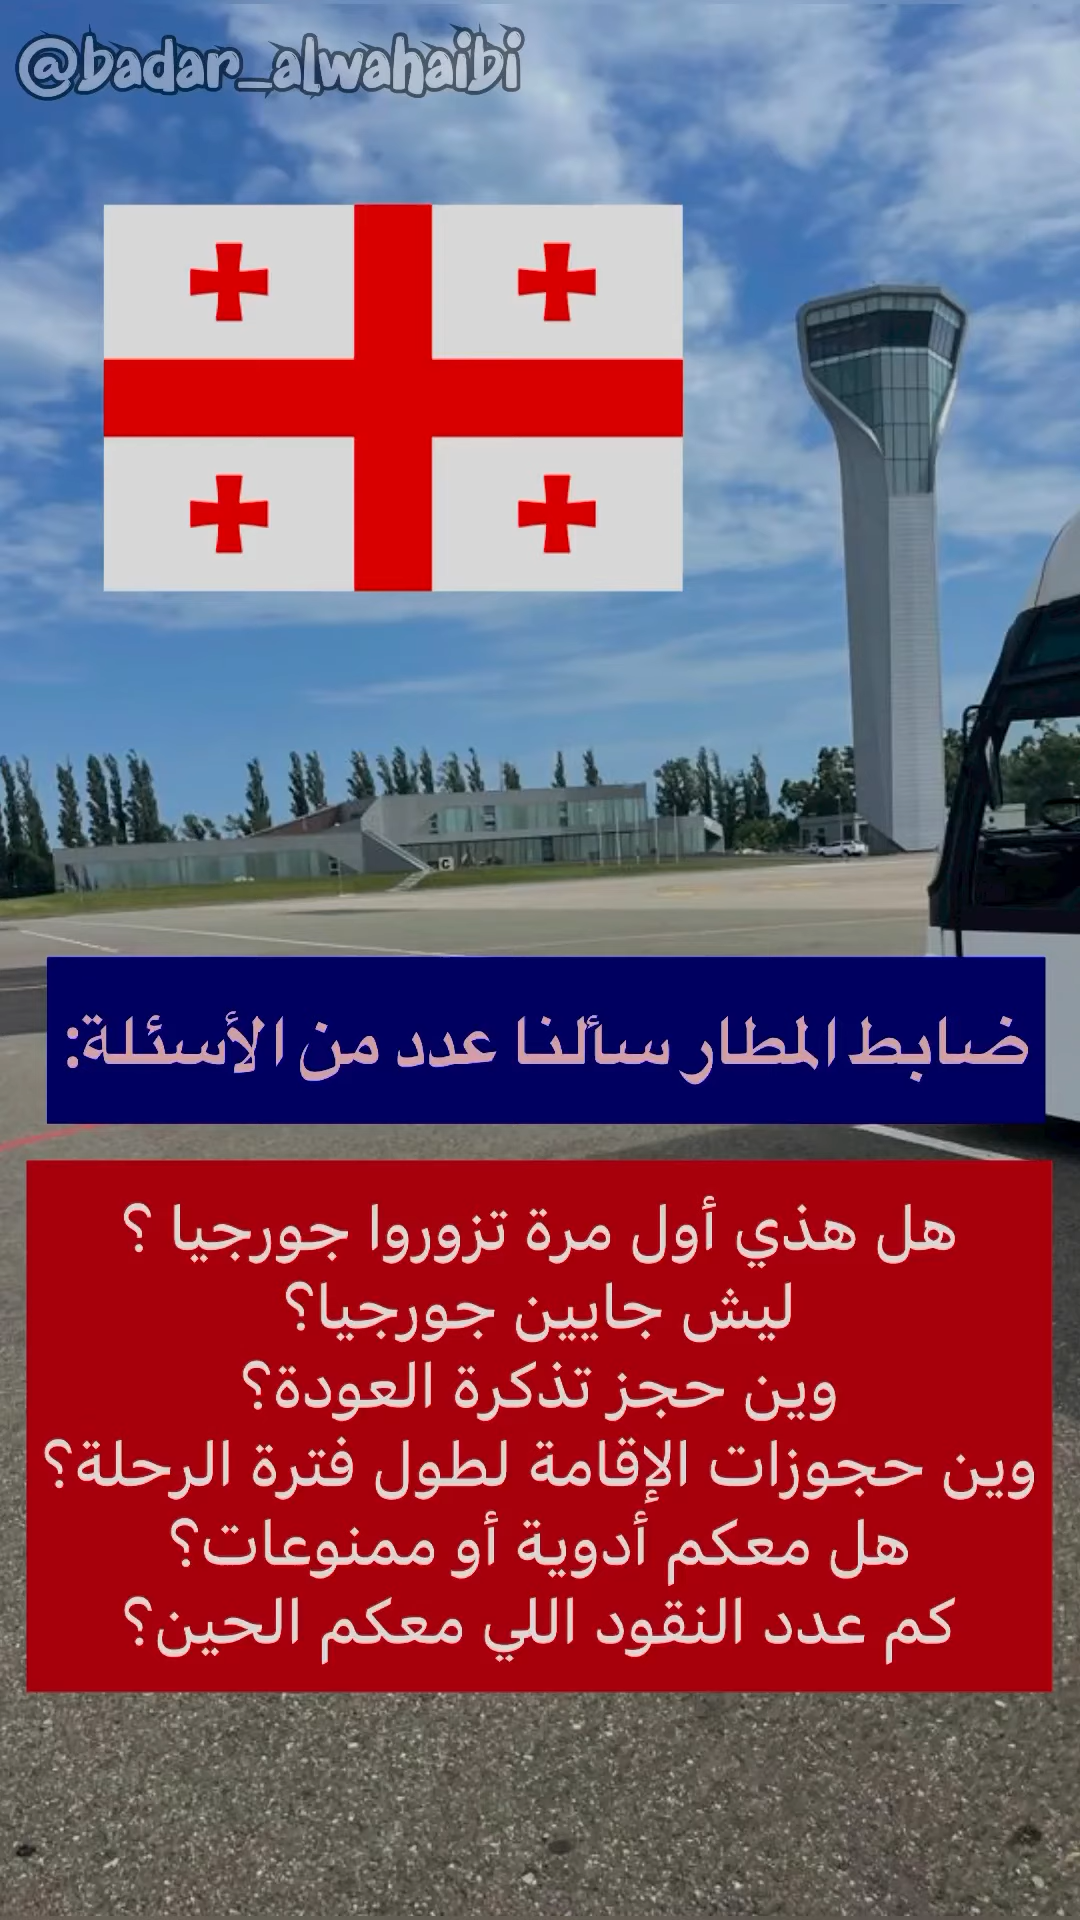 @badar_alwahaibi
C
ضابط المطار سألنا عدد من الأسئلة:
هل هذي أول مرة تزوروا جورجيا ؟
ليش جايين جورجيا؟
وين حجز تذكرة العودة؟
وين حجوزات الإقامة لطول فترة الرحلة؟
هل معكم أدوية أو ممنوعات؟
كم عدد النقود اللي معكم الحين؟